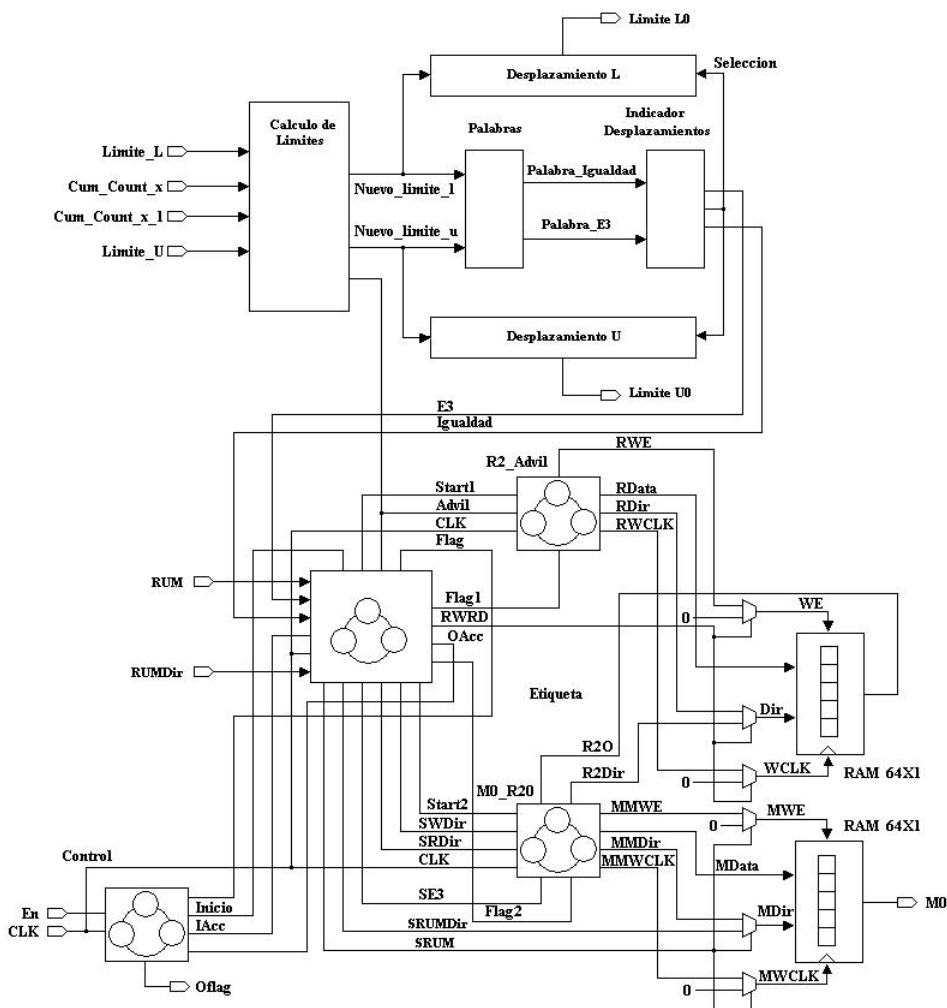 Limite L0
Desplazamiento L
Seleccion
Calculo de
Limites
Palabras
Indicador
Desplazamientos
Limite_L
Cum_Count_x
Cum_Count_x_1
Limite_U
Nuevo_limite_1
Nuevo_limite_u
Palabra_Igualdad
Palabra_E3
Desplazamiento U
Limite U0
E3
Igualdad
RWE
R2_Advil
Start1
Advil
CLK
Flag
RData
RDir
RWCLK
RUM
Flag1
RWRD
OAcc
RUMDir
0
WE
Etiqueta
Dir
R2O
R2Dir
0
WCLK
RAM 64X1
M0_R20
Start2
SWDir
SRDir
CLK
MMWE
MMDir
MMWCLK
0
MWE
RAM 64X1
MData
Control
SE3
Flag2
SRUMDir
SRUM
MDir
M0
En
CLK
Inicio
IAcc
Oflag
0
MWCLK